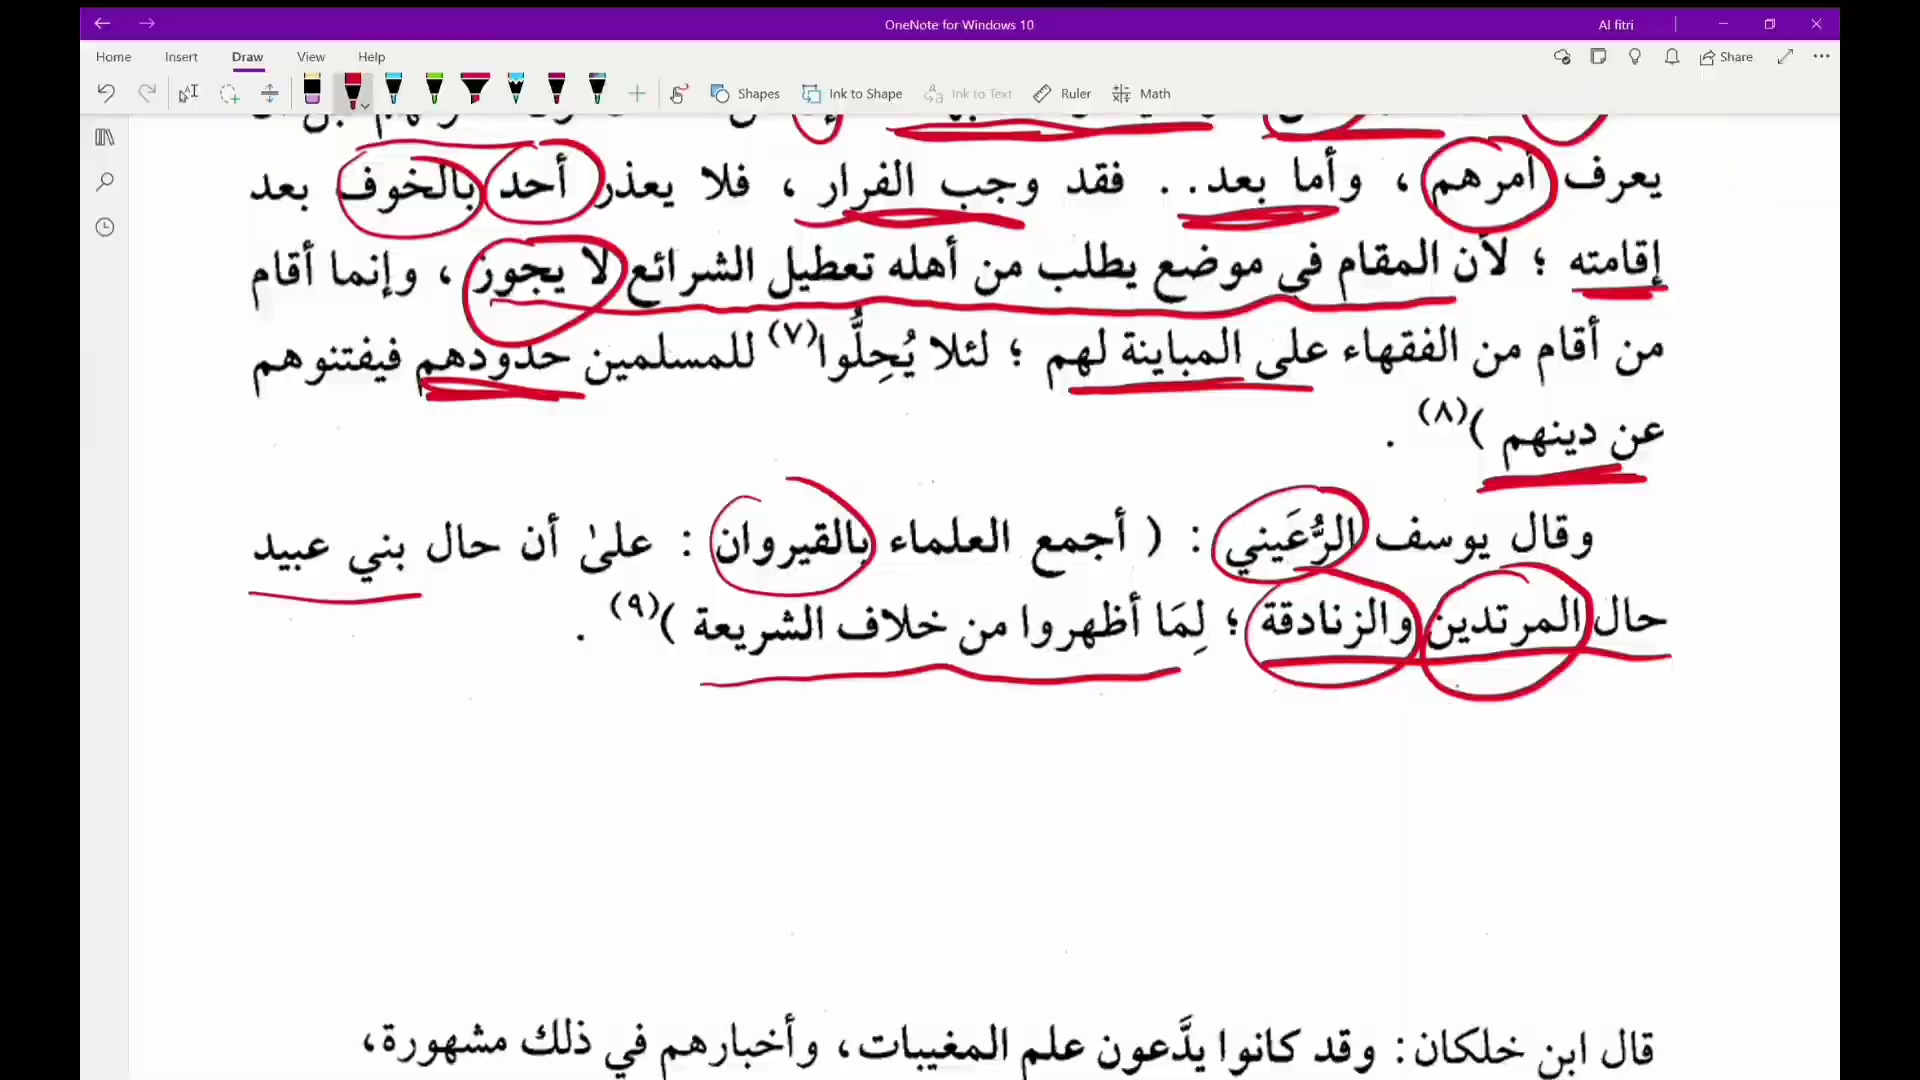 OneNote for Windows 10
Al fitri
Home Insert Draw View Help
Share
Shapes Ink to Shape Ink to Text Ruler Math
يعرف أمرهم ، وأما بعد . . فقد وجب الفرار ، فلا يعذر أحد بالخوف بعد
إقامته ؛ لأن المقام في موضع يطلب من أهله تعطيل الشرائع لا يجوز ، وإنما أقام
من أقام من الفقهاء على المباينة لهم ؛ لئلا يُحِلُّوا(٧) للمسلمين حدودهم فيفتنوهم
عن دينهم )(٨) .
وقال يوسف الرُّعَيني : ( أجمع العلماء بالقيروان : علىٰ أن حال بني عبيد
حال المرتدين والزنادقة ؛ لِمَا أظهروا من خلاف الشريعة )(٩) .
قال ابن خلكان: وقد كانوا يدَّعون علم المغيبات، وأخبارهم في ذلك مشهورة،